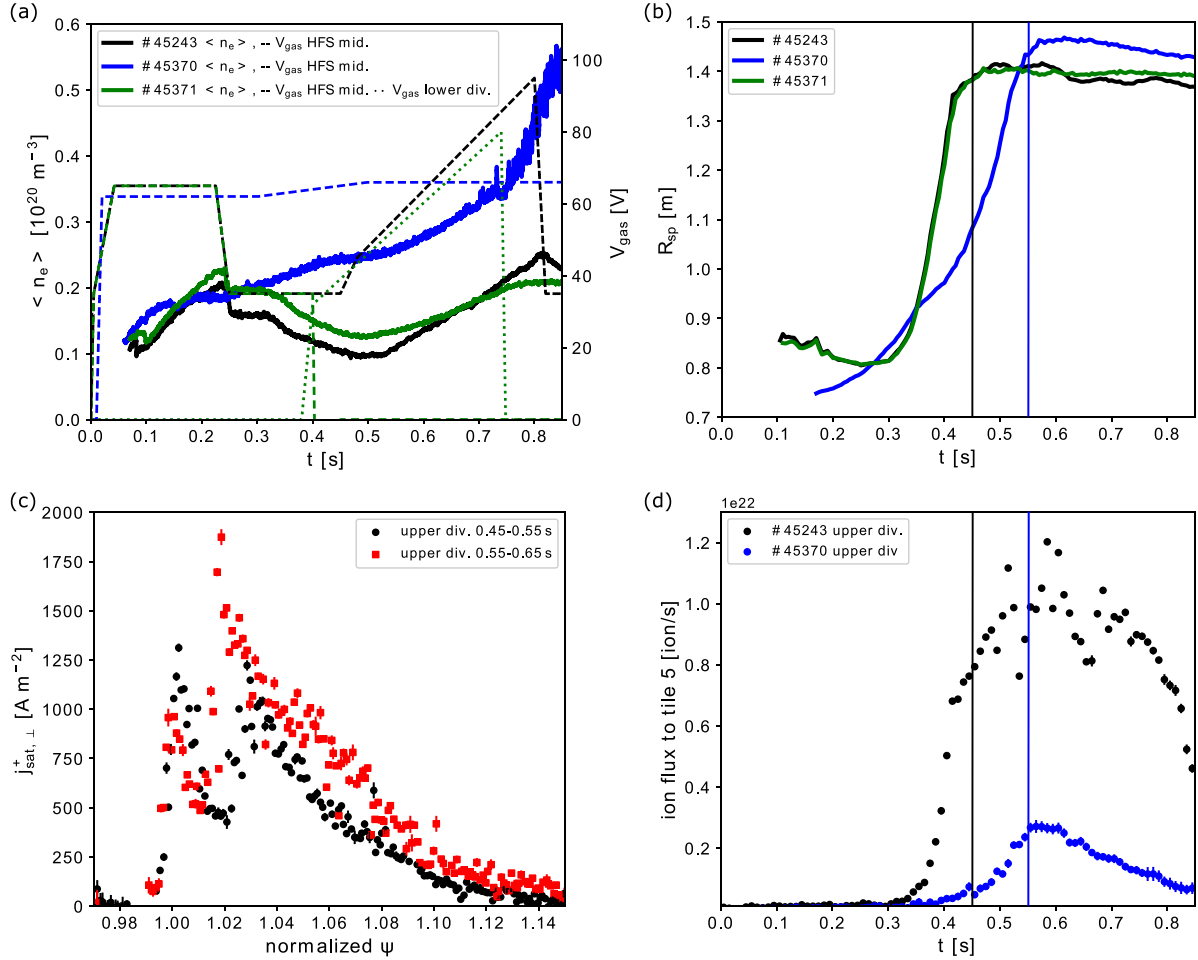 (a)
# 45243 < n_e > , -- V_gas HFS mid.
# 45370 < n_e > , -- V_gas HFS mid.
# 45371 < n_e > , -- V_gas HFS mid. ·· V_gas lower div.
< n_e > [10^20 m^−3]
0.6
0.5
0.4
0.3
0.2
0.1
0.0
100
80
60
40
20
0
V_gas [V]
0.0 0.1 0.2 0.3 0.4 0.5 0.6 0.7 0.8
t [s]
(b)
# 45243
# 45370
# 45371
R_sp [m]
1.5
1.4
1.3
1.2
1.1
1.0
0.9
0.8
0.7
0.0 0.1 0.2 0.3 0.4 0.5 0.6 0.7 0.8
t [s]
(c)
upper div. 0.45-0.55 s
upper div. 0.55-0.65 s
j^+_sat, ⊥ [A m^−2]
2000
1750
1500
1250
1000
750
500
250
0
0.98 1.00 1.02 1.04 1.06 1.08 1.10 1.12 1.14
normalized ψ
(d)
1e22
# 45243 upper div.
# 45370 upper div
ion flux to tile 5 [ion/s]
1.2
1.0
0.8
0.6
0.4
0.2
0.0 0.1 0.2 0.3 0.4 0.5 0.6 0.7 0.8
t [s]